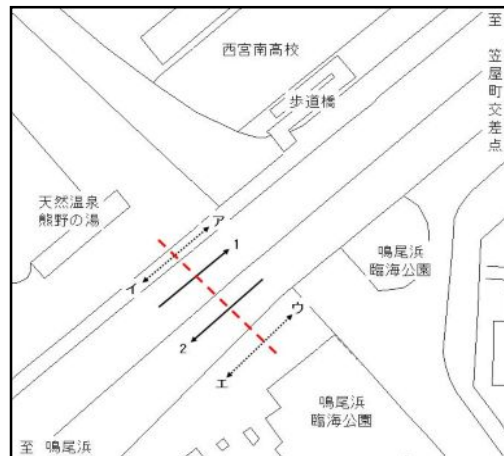 西宮南高校
至 笠屋町交差点
歩道橋
天然温泉
熊野の湯
ア
1
イ
鳴尾浜
臨海公園
ウ
2
エ
鳴尾浜
臨海公園
至 鳴尾浜